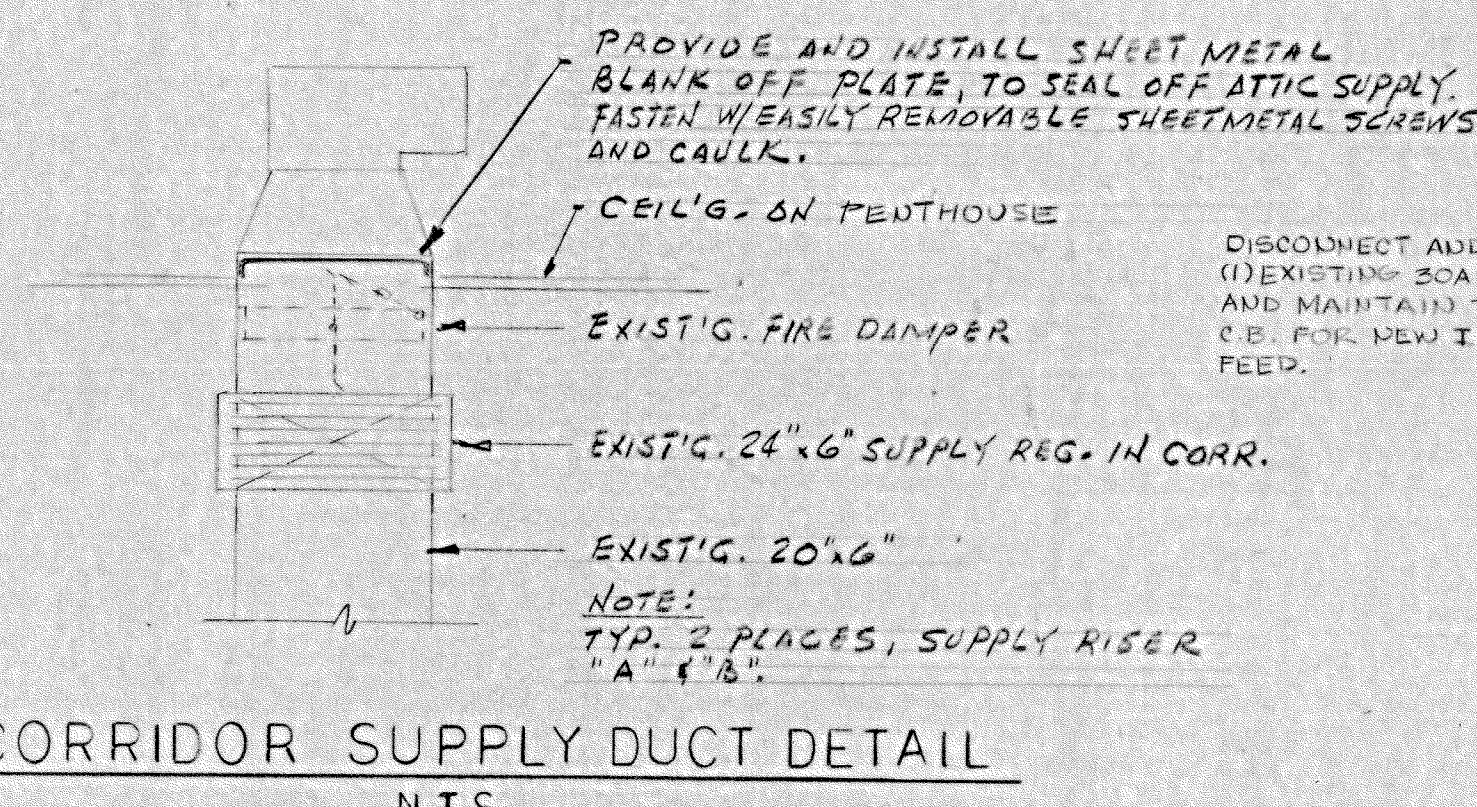 PROVIDE AND INSTALL SHEET METAL
BLANK OFF PLATE, TO SEAL OFF ATTIC SUPPLY.
FASTEN W/EASILY REMOVABLE SHEETMETAL SCREWS
AND CAULK.
CEIL'G. ON PENTHOUSE
DISCONNECT AND
(1) EXISTING 30A
AND MAINTAIN
C.B. FOR NEW
FEED.
EXIST'G. FIRE DAMPER
EXIST'G. 24"x6" SUPPLY REG. IN CORR.
EXIST'G. 20"x6"
NOTE:
TYP. 2 PLACES, SUPPLY RISER
"A" & "B".
CORRIDOR SUPPLY DUCT DETAIL
N.T.S.